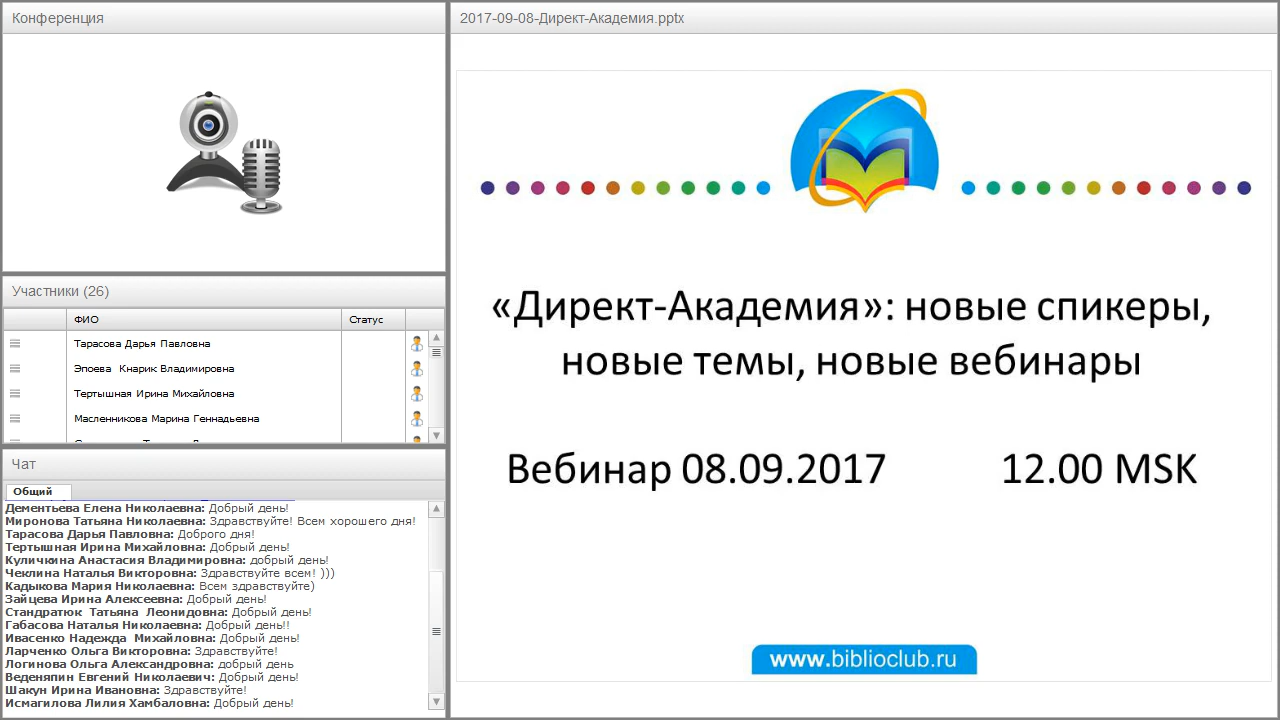 Конференция
Участники (26)
ФИО Статус
Тарасова Дарья Павловна
Эпоева Кнарик Владимировна
Тертышная Ирина Михайловна
Масленникова Марина Геннадьевна
Чат
Общий
Дементьева Елена Николаевна: Добрый день!
Миронова Татьяна Николаевна: Здравствуйте! Всем хорошего дня!
Тарасова Дарья Павловна: Доброго дня!
Тертышная Ирина Михайловна: Добрый день!
Куличкина Анастасия Владимировна: добрый день!
Чеклина Наталья Викторовна: Здравствуйте всем! )))
Кадыкова Мария Николаевна: Всем здравствуйте)
Зайцева Ирина Алексеевна: Добрый день!
Стандратюк Татьяна Леонидовна: Добрый день!
Габасова Наталья Николаевна: Добрый день!!
Ивасенко Надежда Михайловна: Добрый день!
Ларченко Ольга Викторовна: Здравствуйте!
Логинова Ольга Александровна: добрый день
Веденяпин Евгений Николаевич: Добрый день!
Шакун Ирина Ивановна: Здравствуйте!
Исмагилова Лилия Хамбаловна: Добрый день!
2017-09-08-Директ-Академия.pptx
«Директ-Академия»: новые спикеры,
новые темы, новые вебинары
Вебинар 08.09.2017 12.00 MSK
www.biblioclub.ru